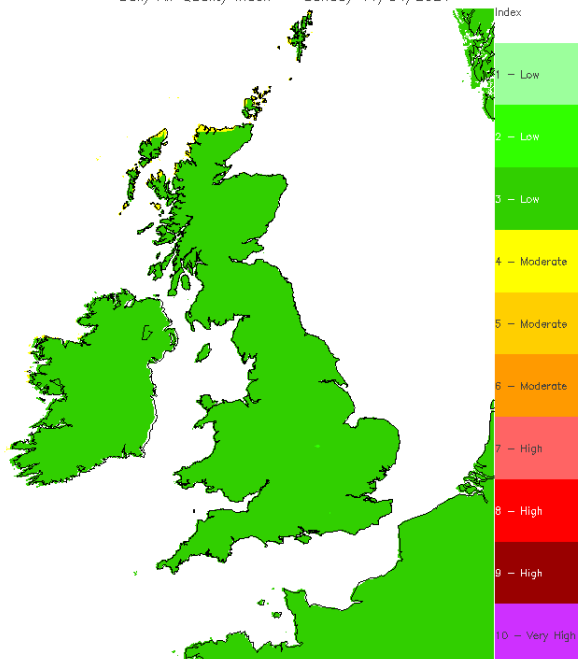 Index
1 - Low
2 - Low
3 - Low
4 - Moderate
5 - Moderate
6 - Moderate
7 - High
8 - High
9 - High
10 - Very High